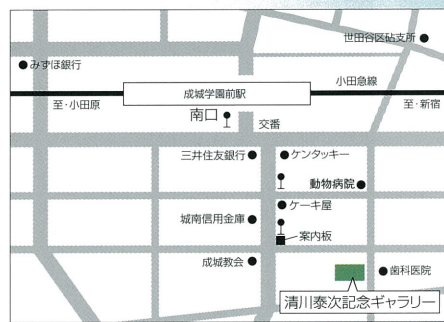 世田谷区砧支所
みずほ銀行
小田急線
成城学園前駅
至・小田原
至・新宿
南口
交番
三井住友銀行
ケンタッキー
動物病院
ケーキ屋
城南信用金庫
案内板
成城教会
歯科医院
清川泰次記念ギャラリー